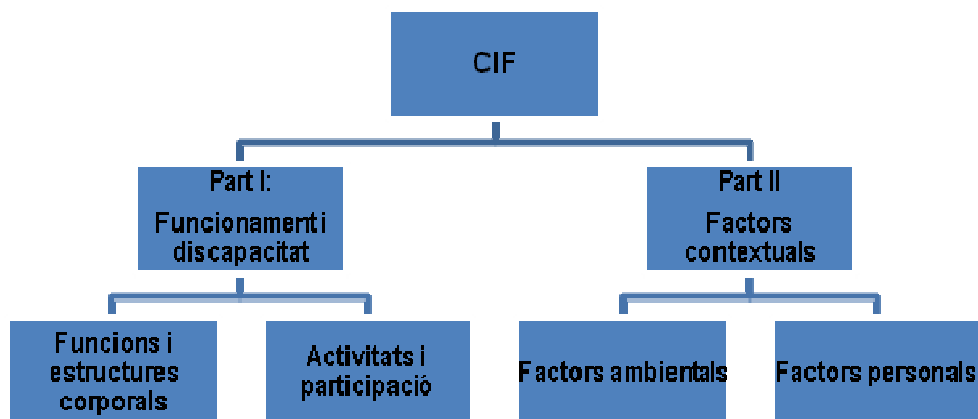 CIF
Part I:
Funcionament i
discapacitat
Part II
Factors
contextuals
Funcions i
estructures
corporals
Activitats i
participació
Factors ambientals
Factors personals